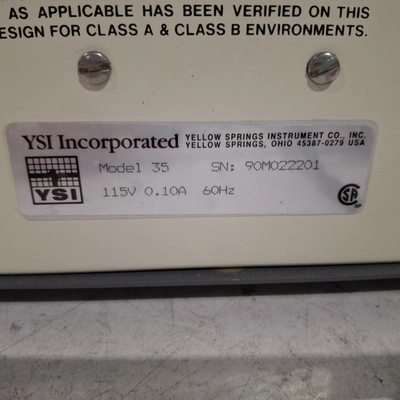 AS APPLICABLE HAS BEEN VERIFIED ON THIS
ESIGN FOR CLASS A & CLASS B ENVIRONMENTS.
YSI Incorporated YELLOW SPRINGS INSTRUMENT CO., INC.
YELLOW SPRINGS, OHIO 45387-0279 USA
Model 35 SN: 90M022201
YSI 115V 0.10A 60Hz
CSA